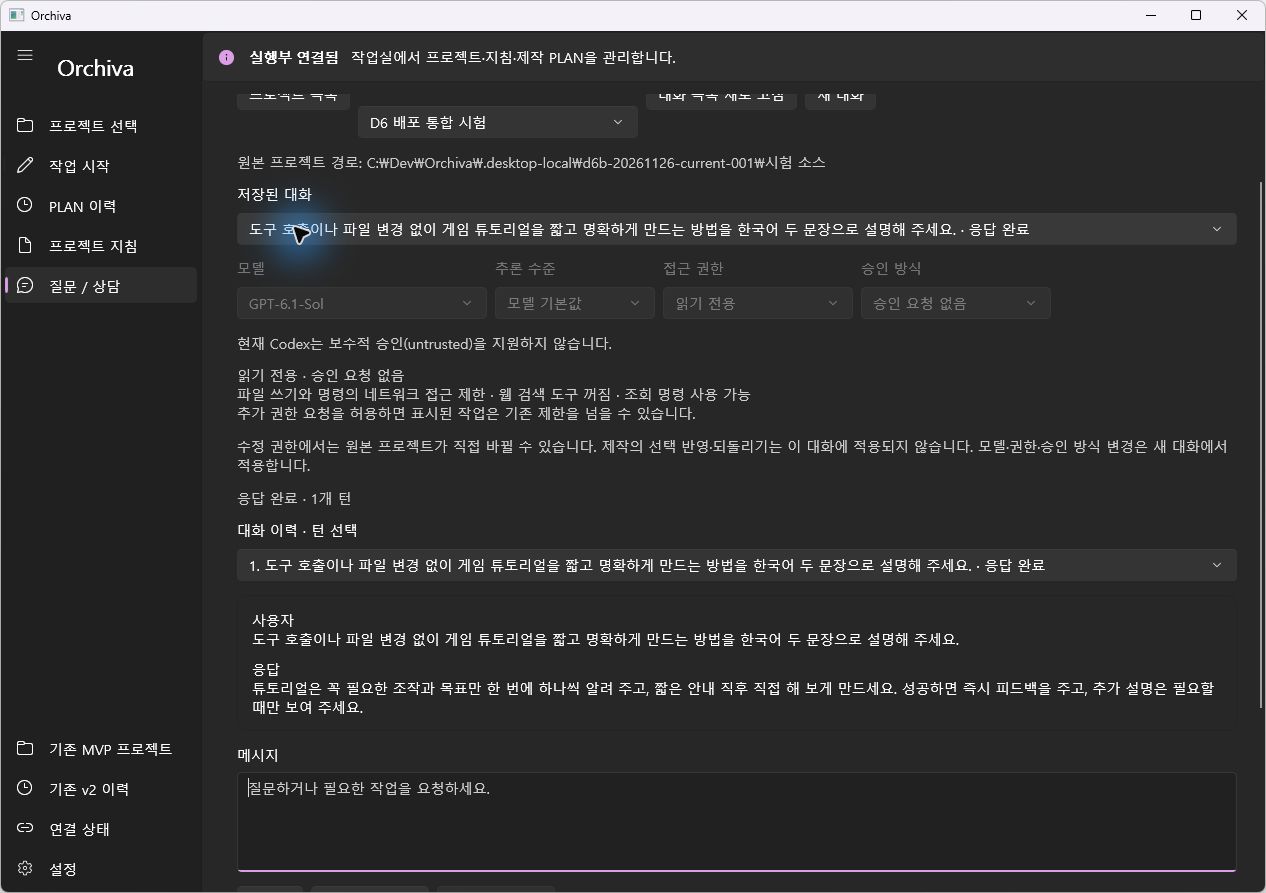 Orchiva
Orchiva
실행부 연결됨 작업실에서 프로젝트·지침·제작 PLAN을 관리합니다.
프로젝트 선택
작업 시작
PLAN 이력
프로젝트 지침
질문 / 상담
기존 MVP 프로젝트
기존 v2 이력
연결 상태
설정
프로젝트 목록
대화 목록 새로 고침
새 대화
D6 배포 통합 시험
원본 프로젝트 경로: C:₩Dev₩Orchiva₩.desktop-local₩d6b-20261126-current-001₩시험 소스
저장된 대화
도구 호출이나 파일 변경 없이 게임 튜토리얼을 짧고 명확하게 만드는 방법을 한국어 두 문장으로 설명해 주세요. · 응답 완료
모델 추론 수준 접근 권한 승인 방식
GPT-6.1-Sol 모델 기본값 읽기 전용 승인 요청 없음
현재 Codex는 보수적 승인(untrusted)을 지원하지 않습니다.
읽기 전용 · 승인 요청 없음
파일 쓰기와 명령의 네트워크 접근 제한 · 웹 검색 도구 꺼짐 · 조회 명령 사용 가능
추가 권한 요청을 허용하면 표시된 작업은 기존 제한을 넘을 수 있습니다.
수정 권한에서는 원본 프로젝트가 직접 바뀔 수 있습니다. 제작의 선택 반영·되돌리기는 이 대화에 적용되지 않습니다. 모델·권한·승인 방식 변경은 새 대화에서
적용합니다.
응답 완료 · 1개 턴
대화 이력 · 턴 선택
1. 도구 호출이나 파일 변경 없이 게임 튜토리얼을 짧고 명확하게 만드는 방법을 한국어 두 문장으로 설명해 주세요. · 응답 완료
사용자
도구 호출이나 파일 변경 없이 게임 튜토리얼을 짧고 명확하게 만드는 방법을 한국어 두 문장으로 설명해 주세요.
응답
튜토리얼은 꼭 필요한 조작과 목표만 한 번에 하나씩 알려 주고, 짧은 안내 직후 직접 해 보게 만드세요. 성공하면 즉시 피드백을 주고, 추가 설명은 필요할
때만 보여 주세요.
메시지
질문하거나 필요한 작업을 요청하세요.